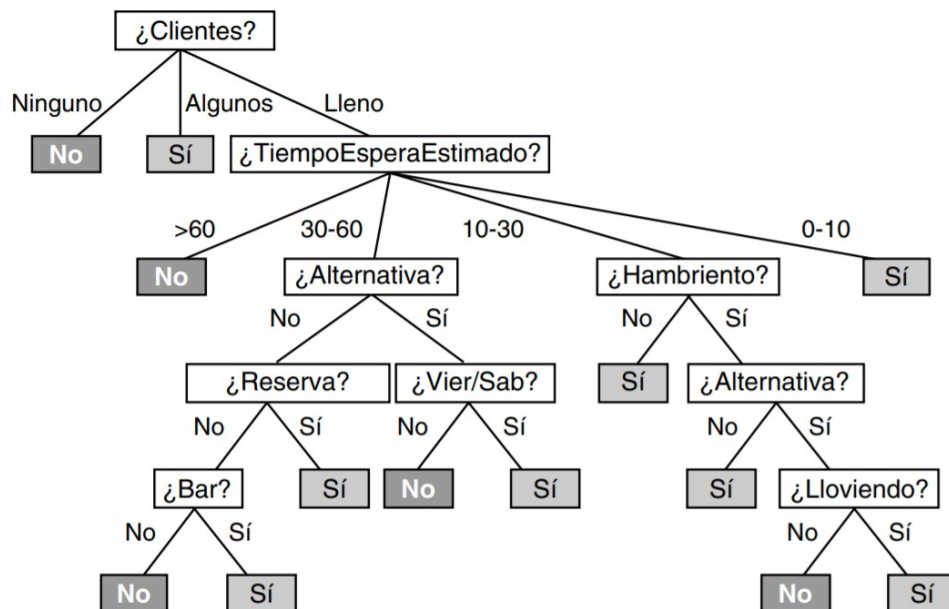 ¿Clientes?
Ninguno Algunos Lleno
No Sí ¿TiempoEsperaEstimado?
>60 30-60 10-30 0-10
No ¿Alternativa? ¿Hambriento? Sí
No Sí No Sí
¿Reserva? ¿Vier/Sab? Sí ¿Alternativa?
No Sí No Sí No Sí
¿Bar? Sí No Sí Sí ¿Lloviendo?
No Sí No Sí
No Sí No Sí